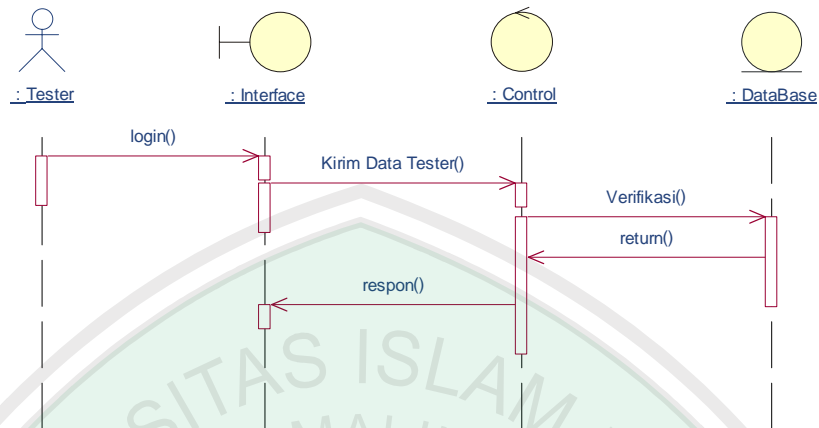 : Tester
: Interface
: Control
: DataBase
login()
Kirim Data Tester()
Verifikasi()
return()
respon()
SITAS ISLAM